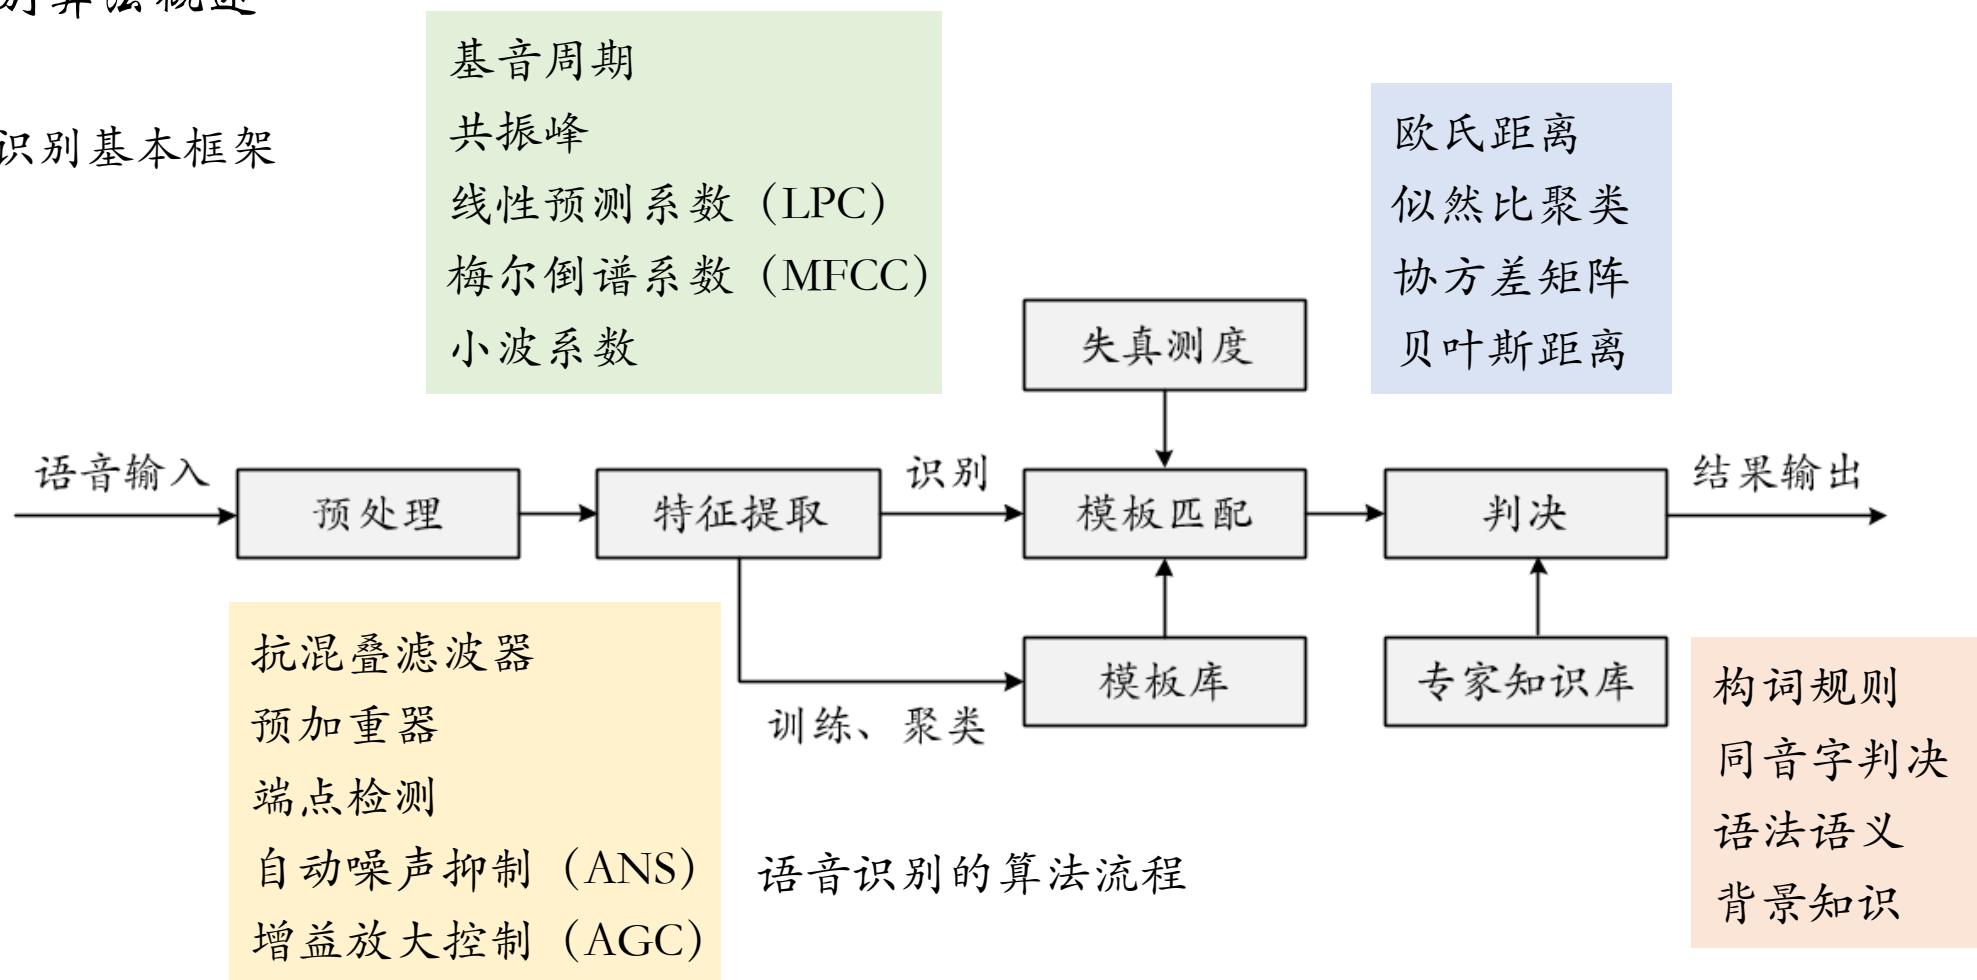 别算法概述
识别基本框架
基音周期
共振峰
线性预测系数（LPC）
梅尔倒谱系数（MFCC）
小波系数
欧氏距离
似然比聚类
协方差矩阵
贝叶斯距离
失真测度
语音输入
预处理
特征提取
识别
模板匹配
判决
结果输出
训练、聚类
模板库
专家知识库
抗混叠滤波器
预加重器
端点检测
自动噪声抑制（ANS）
增益放大控制（AGC）
构词规则
同音字判决
语法语义
背景知识
语音识别的算法流程